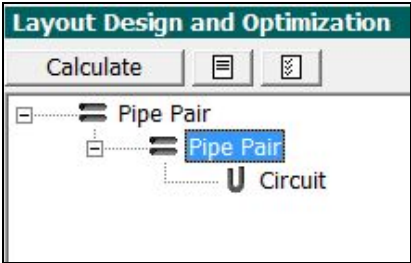 Layout Design and Optimization
Calculate
Pipe Pair
Pipe Pair
Circuit